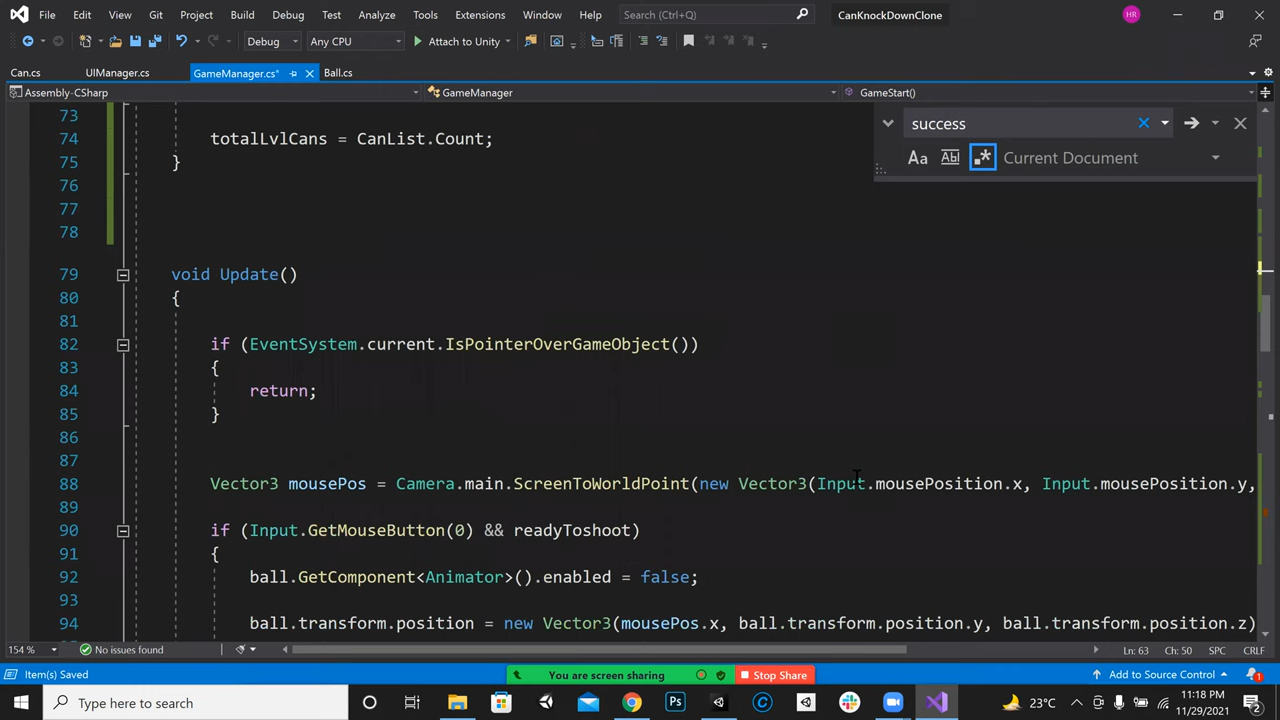 File Edit View Git Project Build Debug Test Analyze Tools Extensions Window Help Search (Ctrl+Q) CanKnockDownClone HR
Debug Any CPU Attach to Unity
Can.cs UIManager.cs GameManager.cs* Ball.cs
Assembly-CSharp GameManager GameStart()
success
Aa Ab Current Document
73
74 totalLvlCans = CanList.Count;
75 }
76
77
78
79 void Update()
80 {
81
82 if (EventSystem.current.IsPointerOverGameObject())
83 {
84 return;
85 }
86
87
88 Vector3 mousePos = Camera.main.ScreenToWorldPoint(new Vector3(Input.mousePosition.x, Input.mousePosition.y,
90 if (Input.GetMouseButton(0) && readyToshoot)
91 {
92 ball.GetComponent<Animator>().enabled = false;
93
94 ball.transform.position = new Vector3(mousePos.x, ball.transform.position.y, ball.transform.position.z)
154 % No issues found Ln: 63 Ch: 50 SPC CRLF
Item(s) Saved You are screen sharing Stop Share Add to Source Control 1
Type here to search Ps 23°C 11:18 PM
11/29/2021